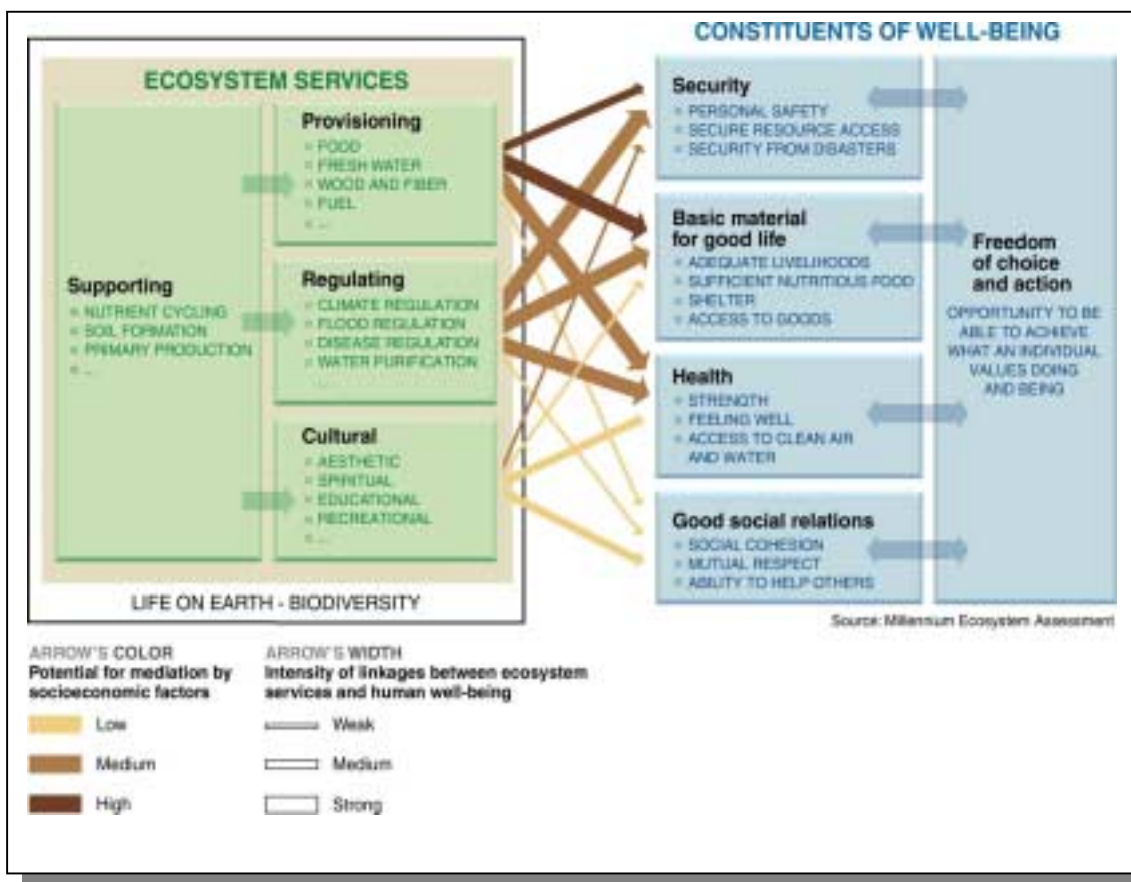 CONSTITUENTS OF WELL-BEING
ECOSYSTEM SERVICES
Supporting
NUTRIENT CYCLING
SOIL FORMATION
PRIMARY PRODUCTION
...
Provisioning
FOOD
FRESH WATER
WOOD AND FIBER
FUEL
...
Regulating
CLIMATE REGULATION
FLOOD REGULATION
DISEASE REGULATION
WATER PURIFICATION
...
Cultural
AESTHETIC
SPIRITUAL
EDUCATIONAL
RECREATIONAL
...
LIFE ON EARTH - BIODIVERSITY
Security
PERSONAL SAFETY
SECURE RESOURCE ACCESS
SECURITY FROM DISASTERS
Basic material
for good life
ADEQUATE LIVELIHOODS
SUFFICIENT NUTRITIOUS FOOD
SHELTER
ACCESS TO GOODS
Health
STRENGTH
FEELING WELL
ACCESS TO CLEAN AIR
AND WATER
Good social relations
SOCIAL COHESION
MUTUAL RESPECT
ABILITY TO HELP OTHERS
Freedom
of choice
and action
OPPORTUNITY TO BE
ABLE TO ACHIEVE
WHAT AN INDIVIDUAL
VALUES DOING
AND BEING
Source: Millennium Ecosystem Assessment
ARROW'S COLOR
Potential for mediation by
socioeconomic factors
Low
Medium
High
ARROW'S WIDTH
Intensity of linkages between ecosystem
services and human well-being
Weak
Medium
Strong